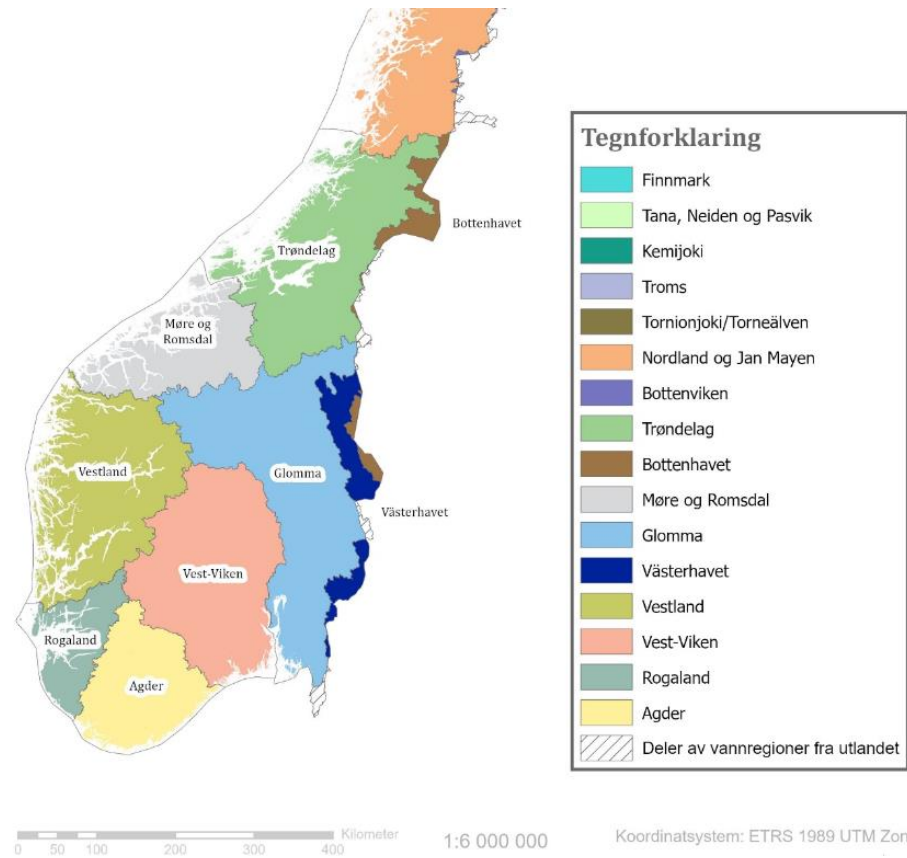 Bottenhavet
Trøndelag
Møre og
Romsdal
Vestland
Glomma
Västerhavet
Vest-Viken
Rogaland
Agder
Tegnforklaring
Finnmark
Tana, Neiden og Pasvik
Kemijoki
Troms
Tornionjoki/Torneälven
Nordland og Jan Mayen
Bottenviken
Trøndelag
Bottenhavet
Møre og Romsdal
Glomma
Västerhavet
Vestland
Vest-Viken
Rogaland
Agder
Deler av vannregioner fra utlandet
Kilometer
0 50 100 200 300 400
1:6 000 000
Koordinatsystem: ETRS 1989 UTM Zon